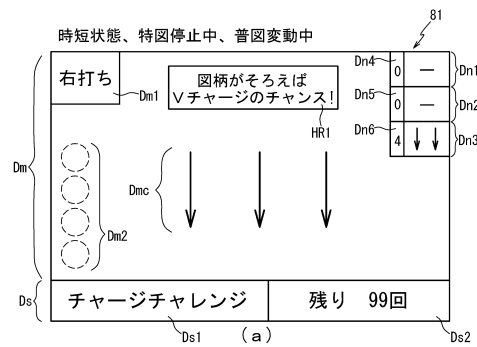 時短状態、特図停止中、普図変動中
81
右打ち
Dm1
図柄がそろえば
Vチャージのチャンス!
HR1
Dn4
0
—
Dn1
Dn5
0
—
Dn2
Dn6
4
↓↓
Dn3
Dm
Dmc
Dm2
Ds
チャージチャレンジ
残り 99回
Ds1
(a)
Ds2